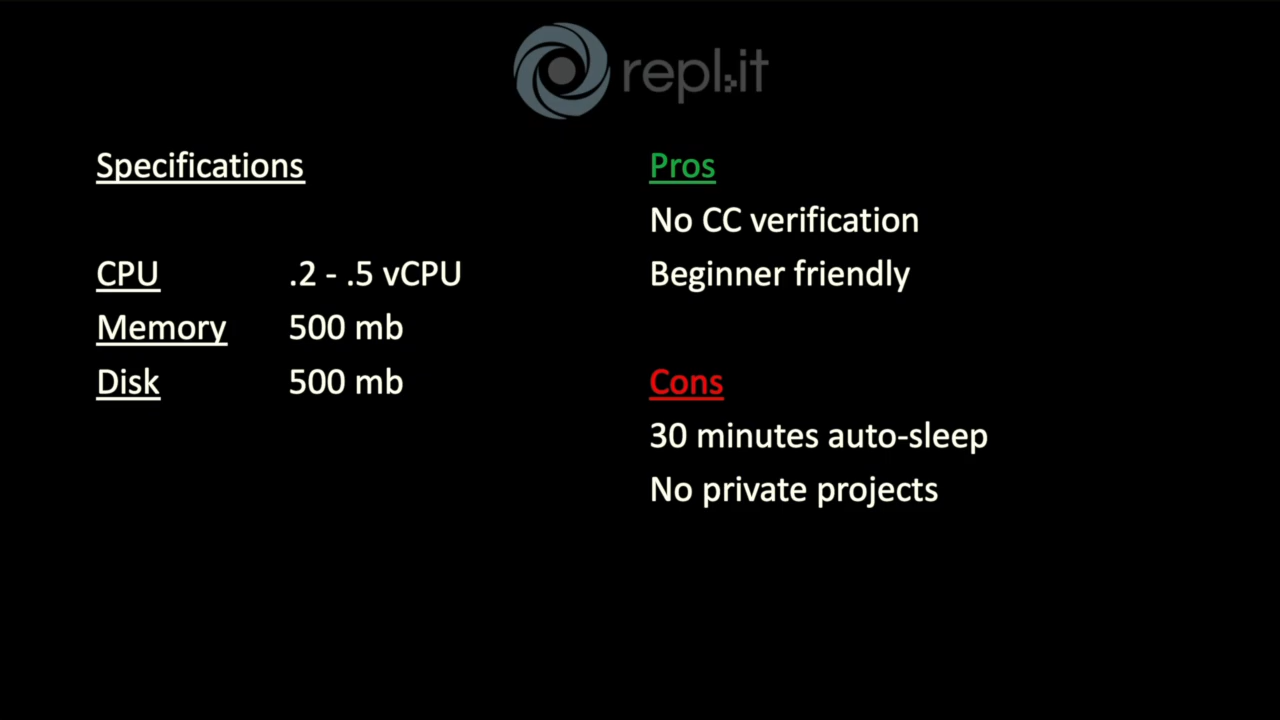 repl.it
Specifications
CPU .2 - .5 vCPU
Memory 500 mb
Disk 500 mb
Pros
No CC verification
Beginner friendly
Cons
30 minutes auto-sleep
No private projects